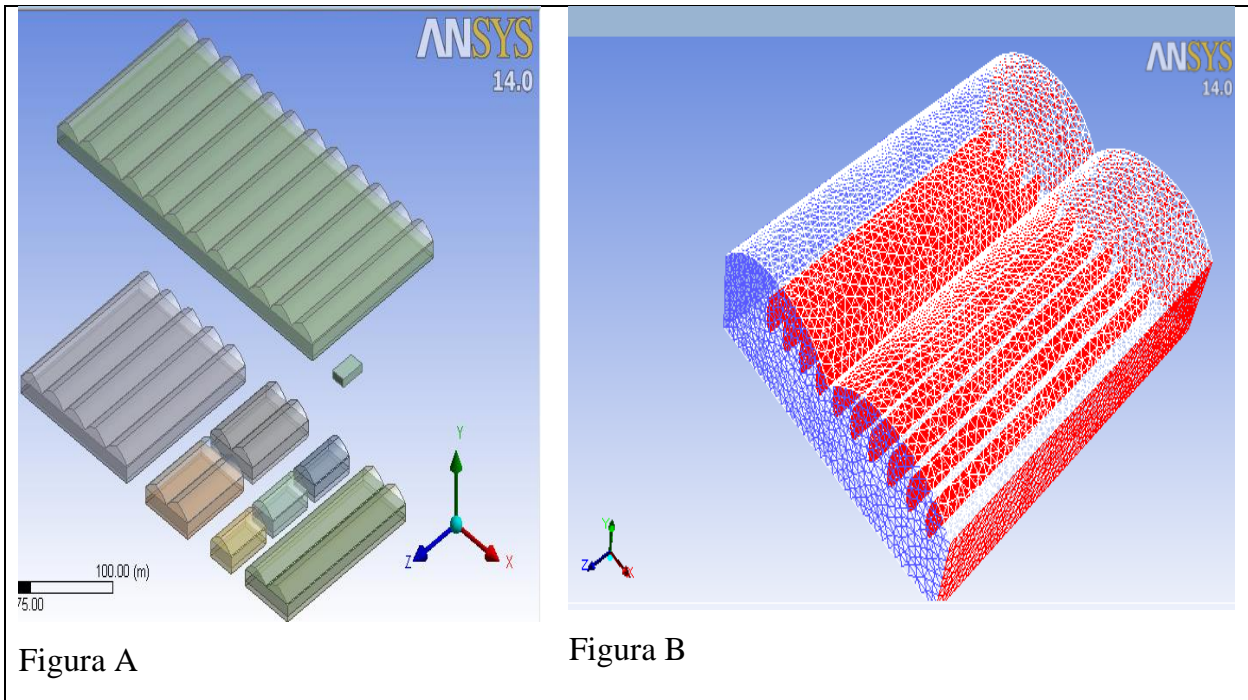 ANSYS
14.0
Y
Z
X
100.00 (m)
75.00
Figura A
ANSYS
14.0
Y
Z
X
Figura B